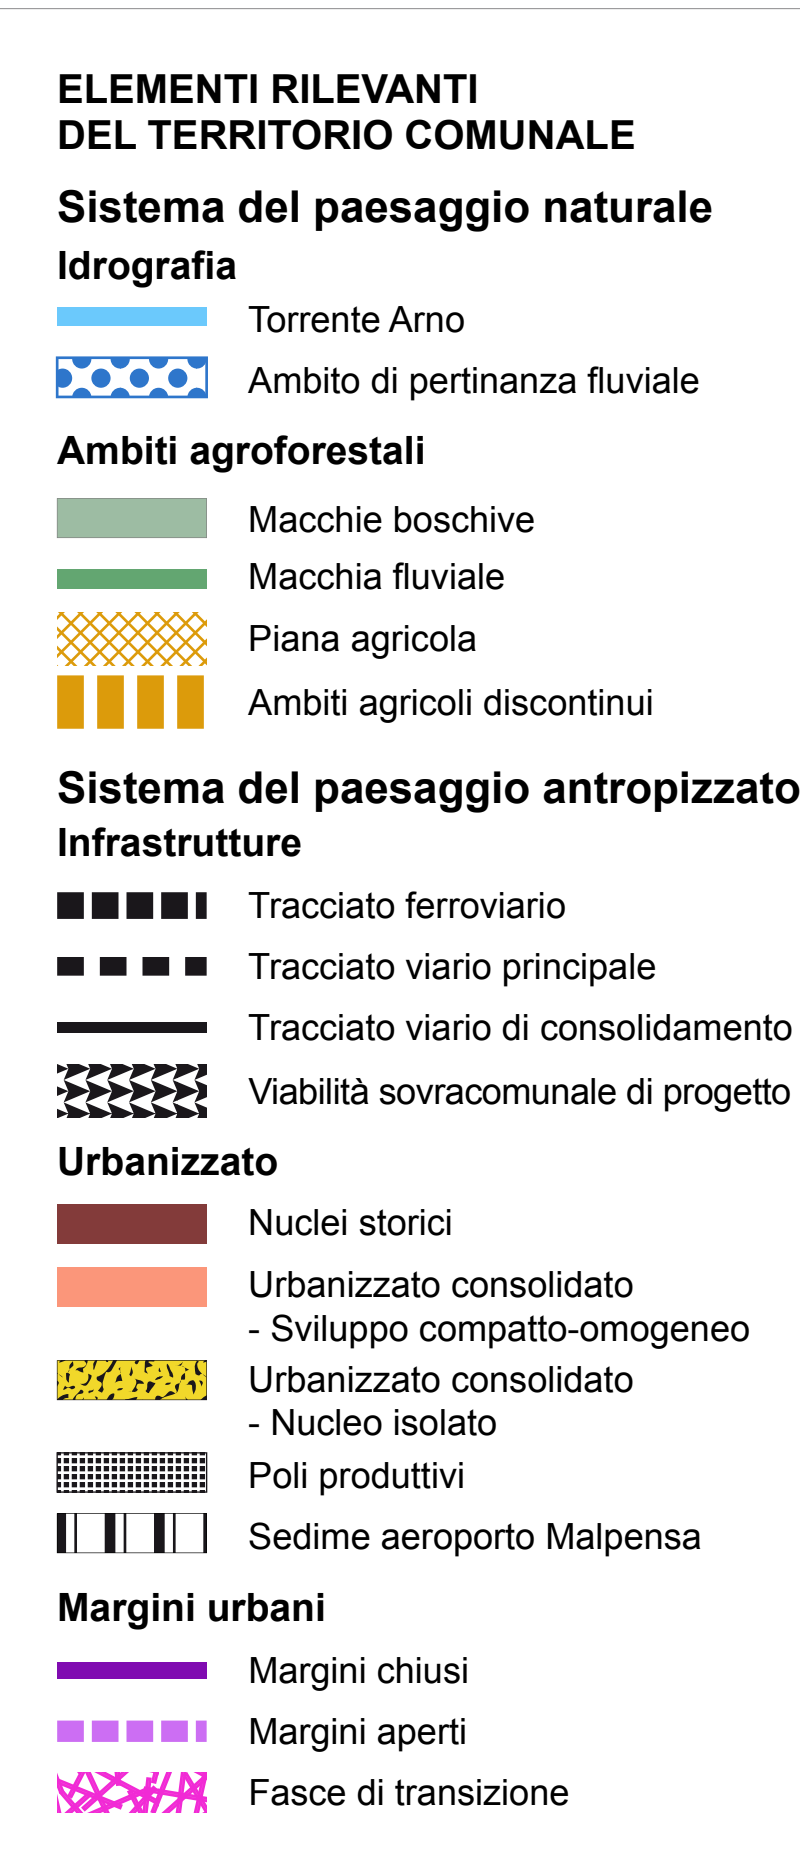 ELEMENTI RILEVANTI
DEL TERRITORIO COMUNALE
Sistema del paesaggio naturale
Idrografia
Torrente Arno
Ambito di pertinanza fluviale
Ambiti agroforestali
Macchie boschive
Macchia fluviale
Piana agricola
Ambiti agricoli discontinui
Sistema del paesaggio antropizzato
Infrastrutture
Tracciato ferroviario
Tracciato viario principale
Tracciato viario di consolidamento
Viabilità sovracomunale di progetto
Urbanizzato
Nuclei storici
Urbanizzato consolidato
- Sviluppo compatto-omogeneo
Urbanizzato consolidato
- Nucleo isolato
Poli produttivi
Sedime aeroporto Malpensa
Margini urbani
Margini chiusi
Margini aperti
Fasce di transizione